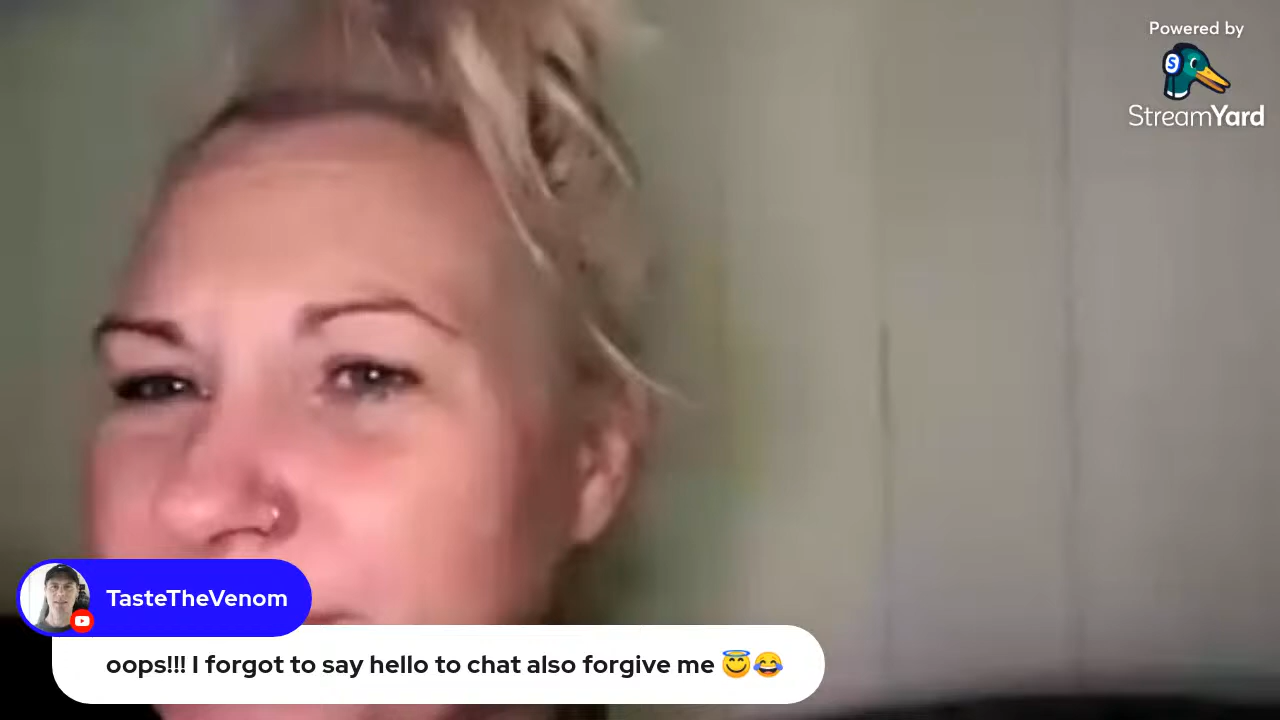 Powered by
S
StreamYard
TasteTheVenom
oops!!! I forgot to say hello to chat also forgive me 😇😂